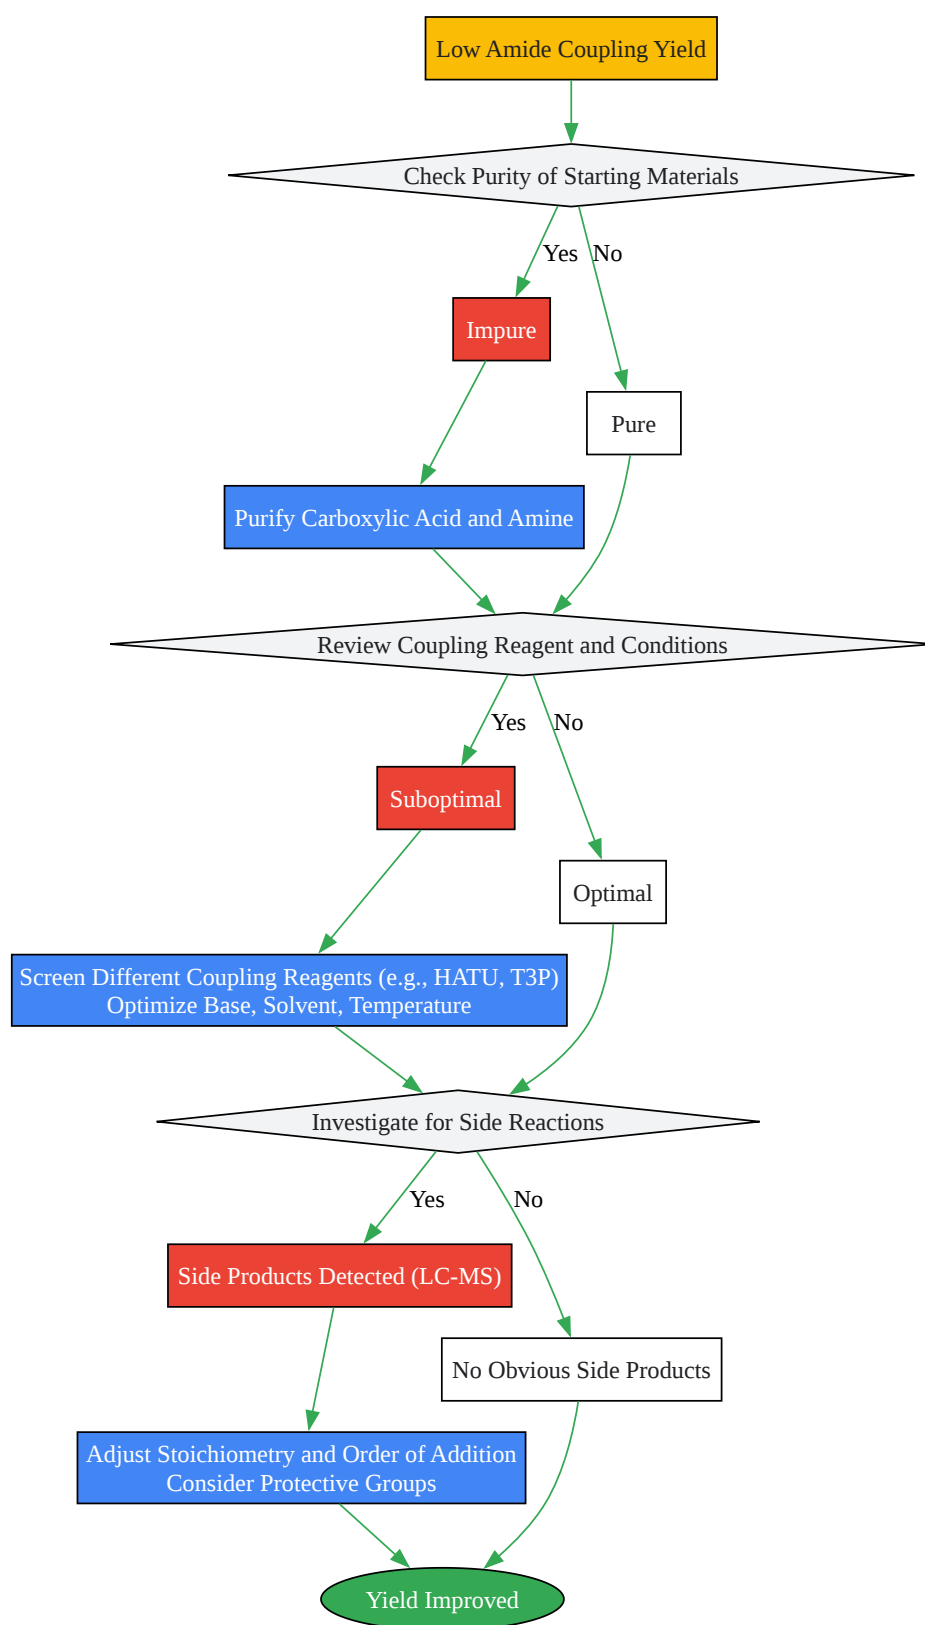 Low Amide Coupling Yield
Check Purity of Starting Materials
Yes
No
Impure
Pure
Purify Carboxylic Acid and Amine
Review Coupling Reagent and Conditions
Yes
No
Suboptimal
Optimal
Screen Different Coupling Reagents (e.g., HATU, T3P)
Optimize Base, Solvent, Temperature
Investigate for Side Reactions
Yes
No
Side Products Detected (LC-MS)
No Obvious Side Products
Adjust Stoichiometry and Order of Addition
Consider Protective Groups
Yield Improved